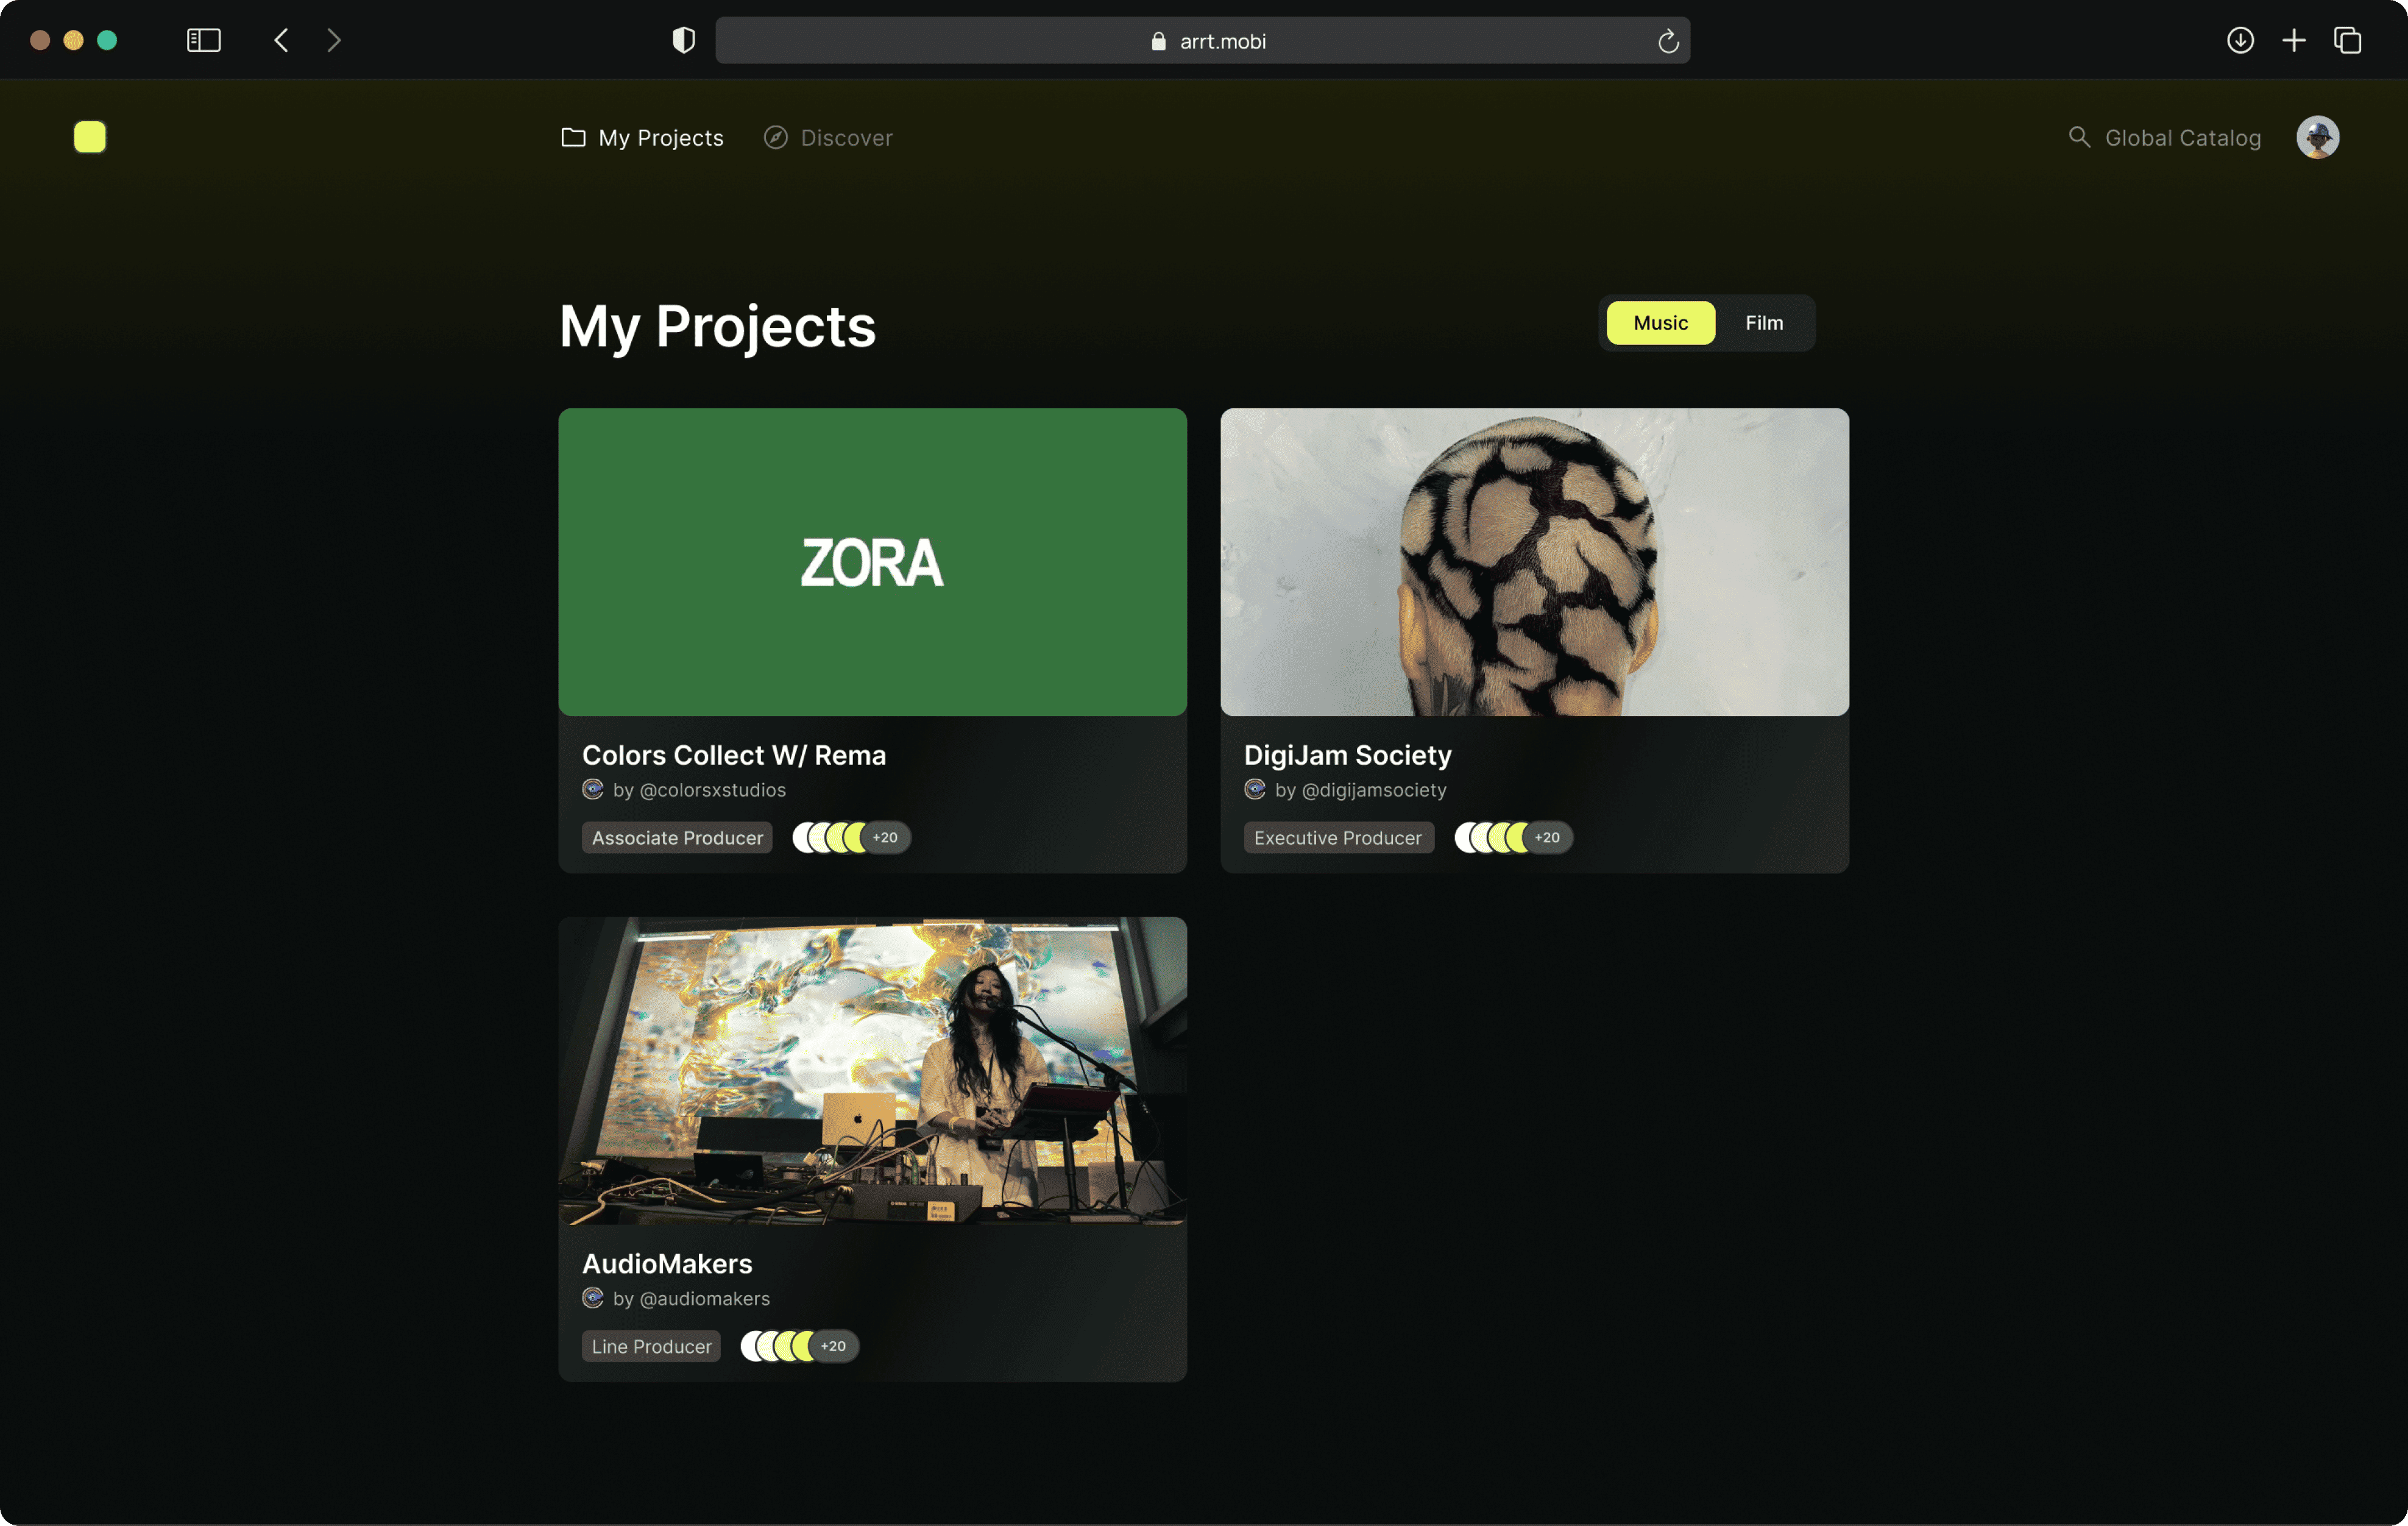 arrt.mobi
My Projects
Discover
Global Catalog
My Projects
Music
Film
ZORA
Colors Collect W/ Rema
by @colorsxstudios
Associate Producer
+20
DigiJam Society
by @digijamsociety
Executive Producer
+20
AudioMakers
by @audiomakers
Line Producer
+20